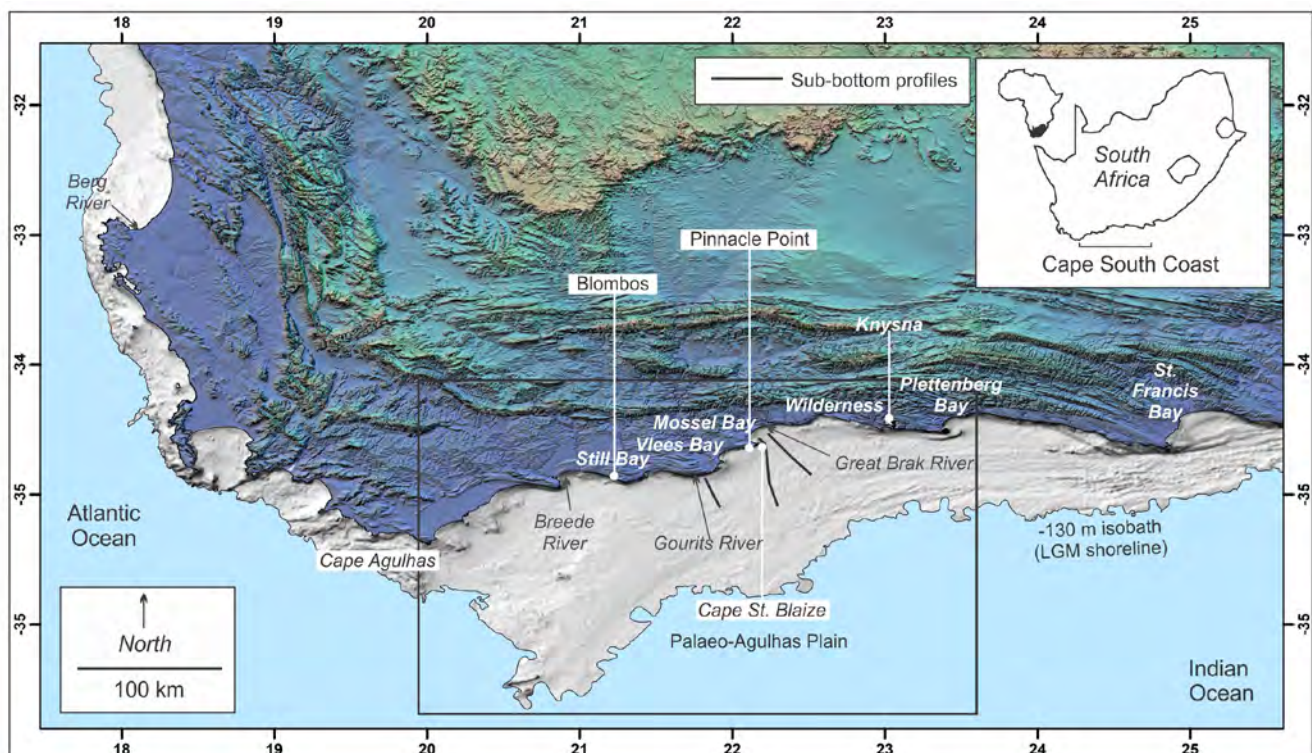 18 19 20 21 22 23 24 25
Sub-bottom profiles
South
Africa
Cape South Coast
-32
-32
Berg
River
-33
-33
Pinnacle Point
Blombos
Knysna
-34
-34
St.
Francis
Bay
Plettenberg
Bay
Wilderness
Mossel Bay
Vlees Bay
Still Bay
Great Brak River
-35
-35
Atlantic
Ocean
Breede
River
Gourits River
-130 m isobath
(LGM shoreline)
Cape Agulhas
Cape St. Blaize
Palaeo-Agulhas Plain
-35
-35
North
100 km
Indian
Ocean
18 19 20 21 22 23 24 25